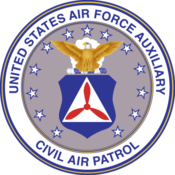 UNITED STATES AIR FORCE AUXILIARY
CIVIL AIR PATROL